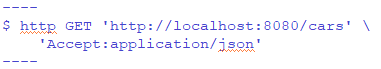 ----
$ http GET 'http://localhost:8080/cars' \
    'Accept:application/json'
----